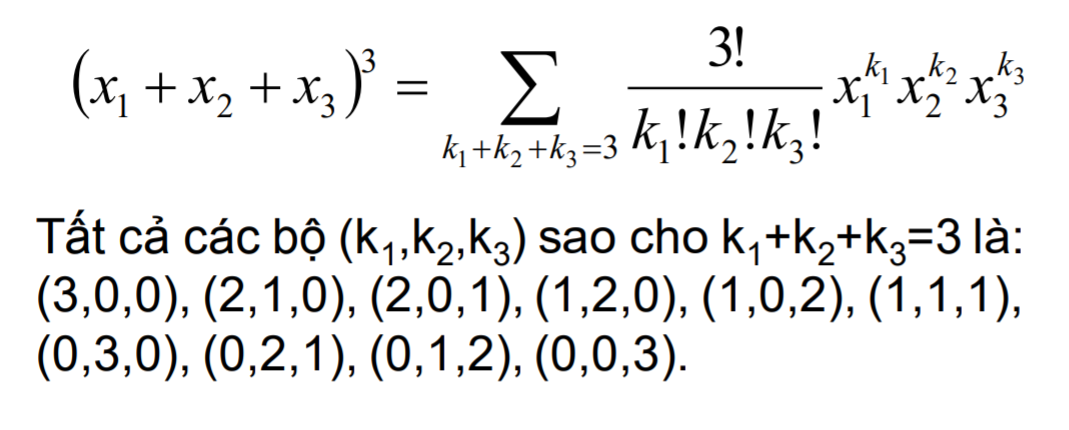 (x₁ + x₂ + x₃)³ = ∑_{k₁+k₂+k₃=3} \frac{3!}{k₁!k₂!k₃!} x₁^{k₁} x₂^{k₂} x₃^{k₃}
Tất cả các bộ (k₁,k₂,k₃) sao cho k₁+k₂+k₃=3 là:
(3,0,0), (2,1,0), (2,0,1), (1,2,0), (1,0,2), (1,1,1),
(0,3,0), (0,2,1), (0,1,2), (0,0,3).